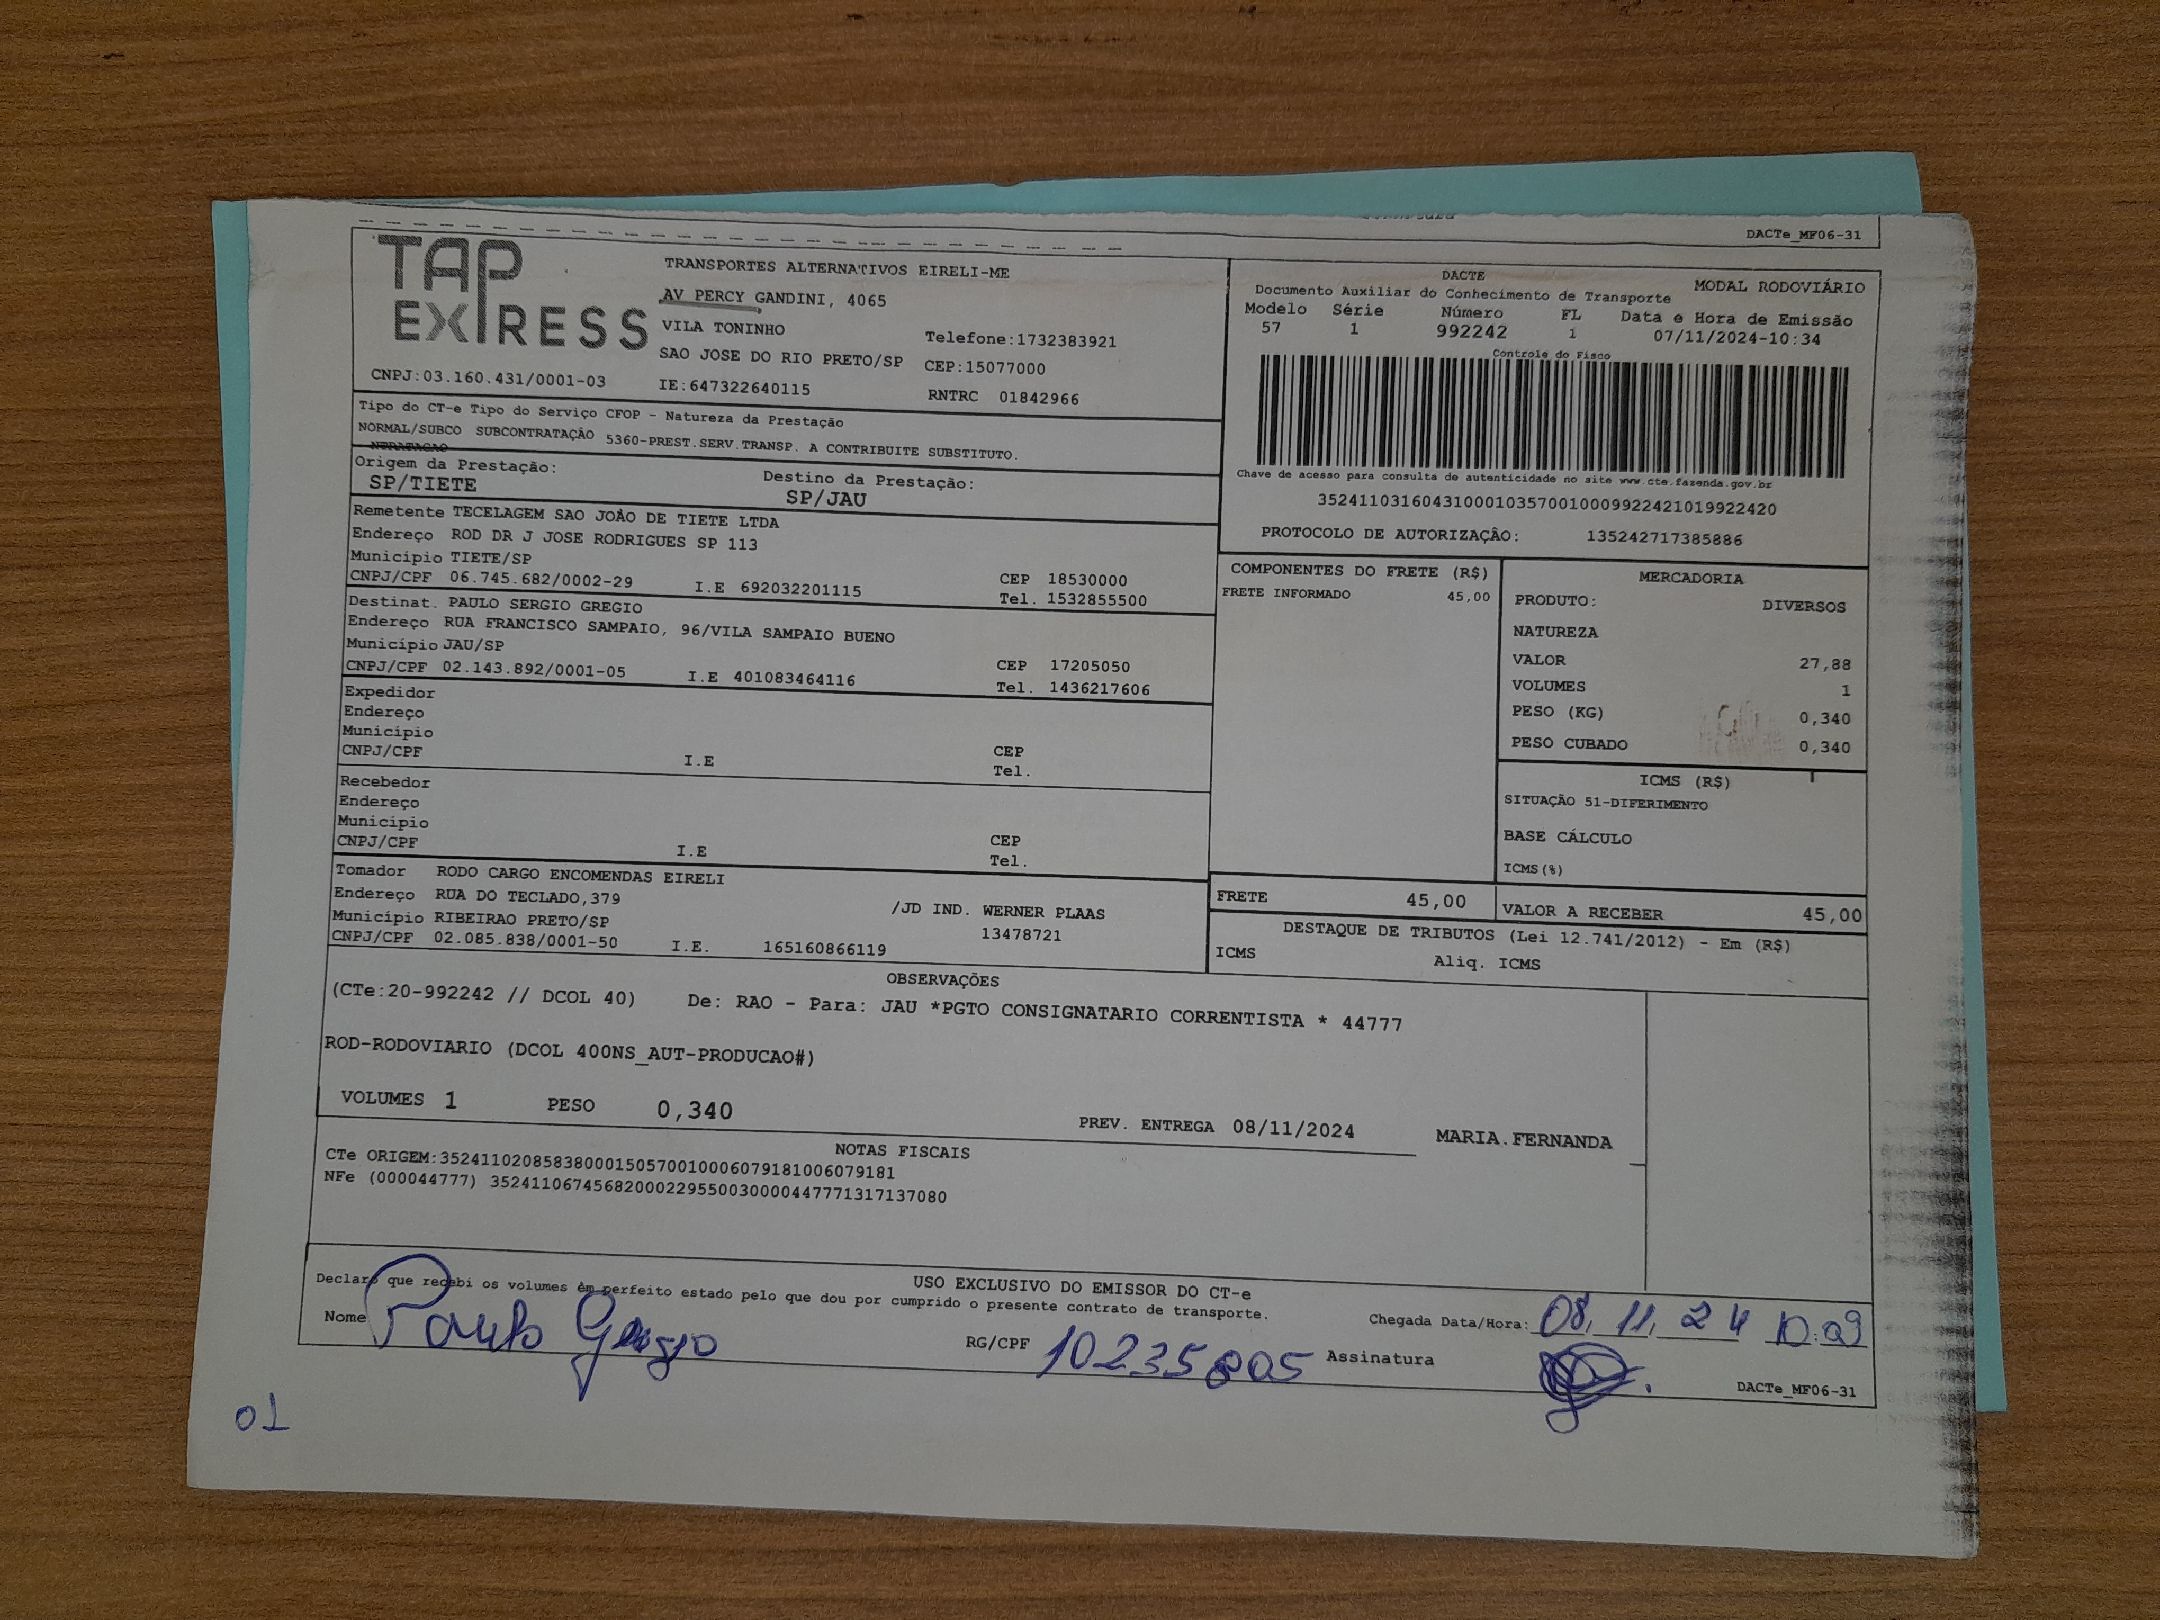 DACTe_MF06-31
TAP EXPRESS
TRANSPORTES ALTERNATIVOS EIRELI-ME
AV PERCY GANDINI, 4065
VILA TONINHO
Telefone:1732383921
SAO JOSE DO RIO PRETO/SP CEP:15077000
CNPJ:03.160.431/0001-03 IE:647322640115 RNTRC 01842966
DACTE
MODAL RODOVIÁRIO
Documento Auxiliar do Conhecimento de Transporte
Modelo Série Número FL Data e Hora de Emissão
57 1 992242 1 07/11/2024-10:34
Controle do Fisco
Chave de acesso para consulta de autenticidade no site www.cte.fazenda.gov.br
35241103160431000103570010009922421019922420
PROTOCOLO DE AUTORIZAÇÃO: 135242717385886
Tipo do CT-e Tipo do Serviço CFOP - Natureza da Prestação
NORMAL/SUBCO SUBCONTRATAÇÃO 5360-PREST.SERV.TRANSP. A CONTRIBUITE SUBSTITUTO.
NTRATACAO
Origem da Prestação: Destino da Prestação:
SP/TIETE SP/JAU
Remetente TECELAGEM SAO JOÃO DE TIETE LTDA
Endereço ROD DR J JOSE RODRIGUES SP 113
Município TIETE/SP
CEP 18530000
CNPJ/CPF 06.745.682/0002-29 I.E 692032201115 Tel. 1532855500
Destinat. PAULO SERGIO GREGIO
Endereço RUA FRANCISCO SAMPAIO, 96/VILA SAMPAIO BUENO
Município JAU/SP
CEP 17205050
CNPJ/CPF 02.143.892/0001-05 I.E 401083464116 Tel. 1436217606
Expedidor
Endereço
Município
CEP
CNPJ/CPF I.E Tel.
Recebedor
Endereço
Município
CEP
CNPJ/CPF I.E Tel.
Tomador RODO CARGO ENCOMENDAS EIRELI
Endereço RUA DO TECLADO,379 /JD IND. WERNER PLAAS
Município RIBEIRAO PRETO/SP 13478721
CNPJ/CPF 02.085.838/0001-50 I.E. 165160866119
COMPONENTES DO FRETE (R$)
FRETE INFORMADO 45,00
MERCADORIA
PRODUTO: DIVERSOS
NATUREZA
VALOR 27,88
VOLUMES 1
PESO (KG) 0,340
PESO CUBADO 0,340
ICMS (R$)
SITUAÇÃO 51-DIFERIMENTO
BASE CÁLCULO
ICMS(%)
FRETE 45,00 VALOR A RECEBER 45,00
DESTAQUE DE TRIBUTOS (Lei 12.741/2012) - Em (R$)
ICMS Aliq. ICMS
OBSERVAÇÕES
(CTe:20-992242 // DCOL 40) De: RAO - Para: JAU *PGTO CONSIGNATARIO CORRENTISTA * 44777
ROD-RODOVIARIO (DCOL 400NS_AUT-PRODUCAO#)
VOLUMES 1 PESO 0,340 PREV. ENTREGA 08/11/2024 MARIA.FERNANDA
NOTAS FISCAIS
CTe ORIGEM:35241102085838000150570010006079181006079181
NFe (000044777) 35241106745682000229550030000447771317137080
USO EXCLUSIVO DO EMISSOR DO CT-e
Declaro que recebi os volumes em perfeito estado pelo que dou por cumprido o presente contrato de transporte.
Nome Paulo Gregio RG/CPF 10235805 Assinatura
Chegada Data/Hora: 08, 11, 24 10:09
DACTe_MF06-31
01